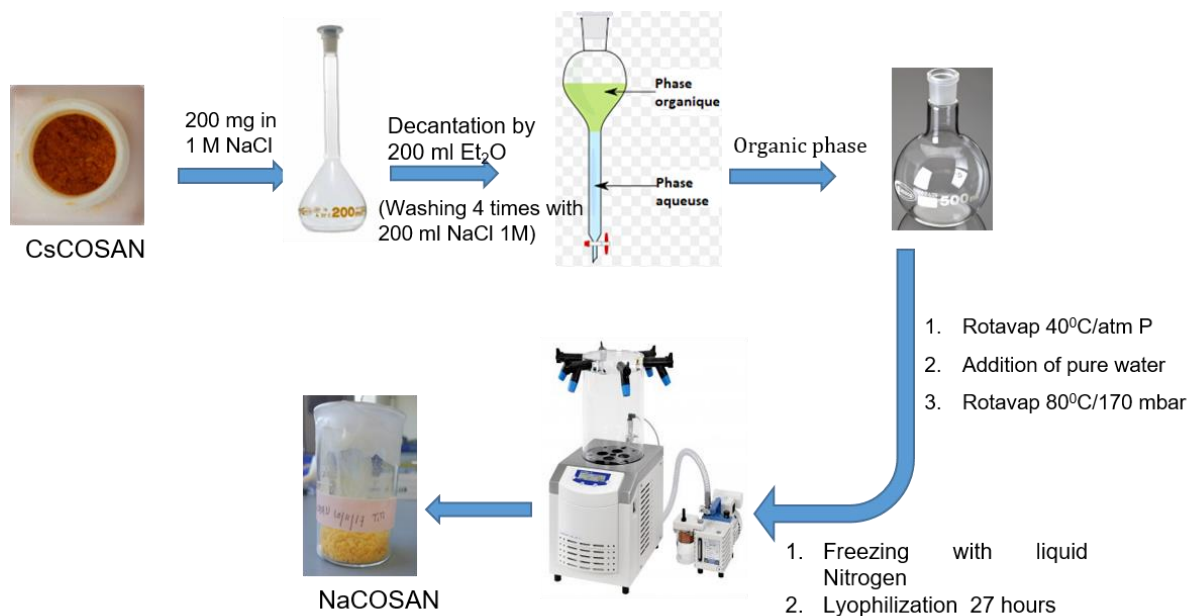 200 mg in
1 M NaCl
CsCOSAN
200
Decantation by
200 ml Et₂O
(Washing 4 times with
200 ml NaCl 1M)
Phase
organique
Phase
aqueuse
Organic phase
500
1. Rotavap 40⁰C/atm P
2. Addition of pure water
3. Rotavap 80⁰C/170 mbar
1. Freezing with liquid
Nitrogen
2. Lyophilization 27 hours
NaCOSAN